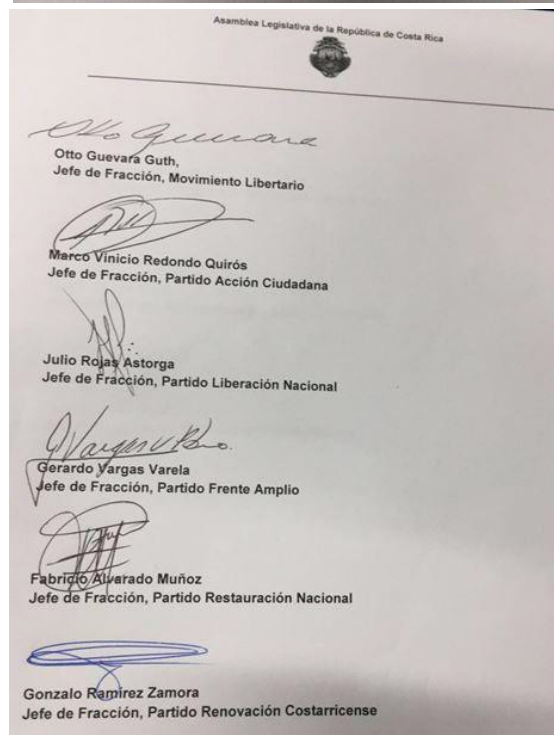 Asamblea Legislativa de la República de Costa Rica
Otto Guevara
Otto Guevara Guth,
Jefe de Fracción, Movimiento Libertario
Marco Vinicio Redondo Quirós
Jefe de Fracción, Partido Acción Ciudadana
Julio Rojas Astorga
Jefe de Fracción, Partido Liberación Nacional
Gerardo Vargas Varela
Jefe de Fracción, Partido Frente Amplio
Fabricio Alvarado Muñoz
Jefe de Fracción, Partido Restauración Nacional
Gonzalo Ramírez Zamora
Jefe de Fracción, Partido Renovación Costarricense